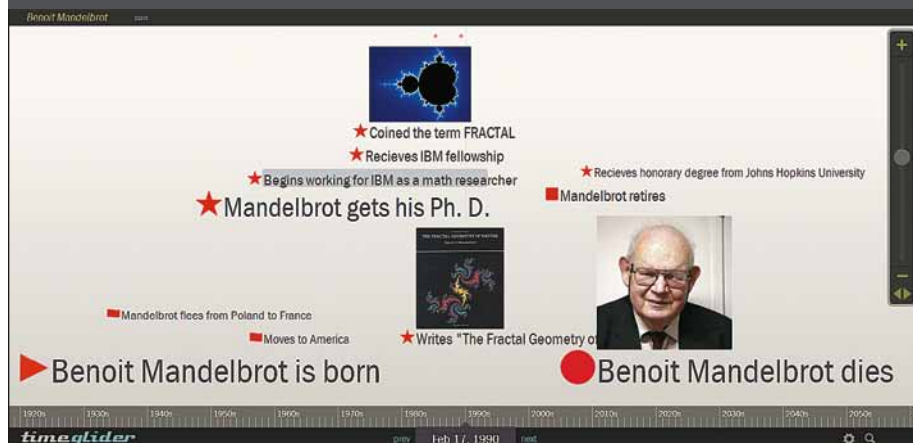 Benoit Mandelbrot
Coined the term FRACTAL
Recieves IBM fellowship
Begins working for IBM as a math researcher
Recieves honorary degree from Johns Hopkins University
Mandelbrot retires
Mandelbrot gets his Ph. D.
THE FRACTAL GEOMETRY OF NATURE
Mandelbrot flees from Poland to France
Moves to America
Writes "The Fractal Geometry of
Benoit Mandelbrot is born
Benoit Mandelbrot dies
1920s 1930s 1940s 1950s 1960s 1970s 1980s 1990s 2000s 2010s 2020s 2030s 2040s 2050s
timeglider prev Feb 17, 1990 next